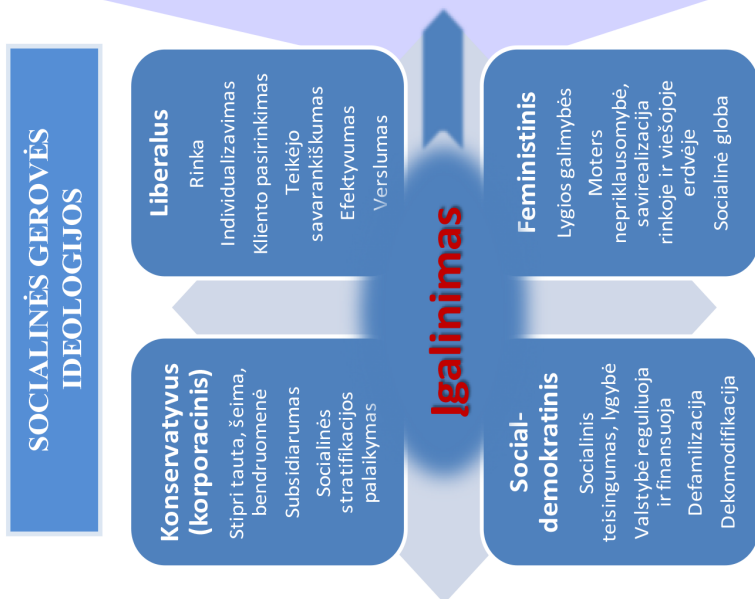 SOCIALINĖS GEROVĖS
IDEOLOGIJOS
Konservatyvus
(korporacinis)
Stipri tauta, šeima,
bendruomenė
Subsidiarumas
Socialinės
stratifikacijos
palaikymas
Liberalus
Rinka
Individualizavimas
Kliento pasirinkimas
Teikėjo
savarankiškumas
Efektyvumas
Verslumas
Įgalinimas
Social-
demokratinis
Socialinis
teisingumas, lygybė
Valstybė reguliuoja
ir finansuoja
Defamilizacija
Dekomodifikacija
Feministinis
Lygios galimybės
Moters
nepriklausomybė,
savirealizacija
rinkoje ir viešojoje
erdvėje
Socialinė globa